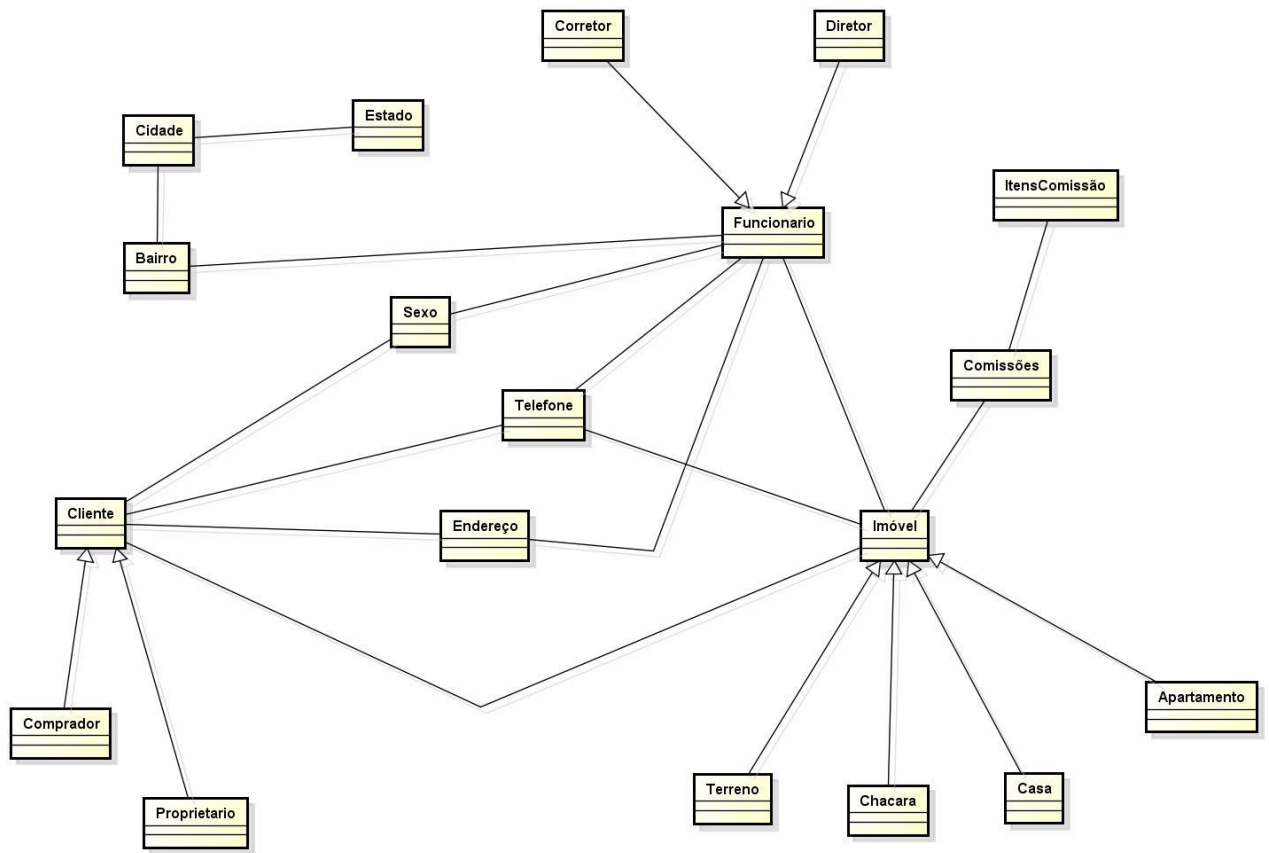 Corretor
Diretor
Estado
Cidade
ItensComissão
Funcionario
Bairro
Sexo
Comissões
Telefone
Cliente
Endereço
Imóvel
Apartamento
Comprador
Terreno
Casa
Chacara
Proprietario